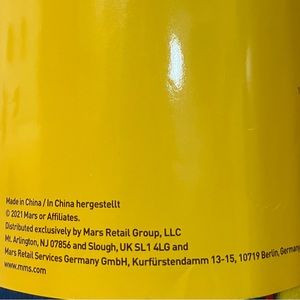 Made in China / In China hergestellt
© 2021 Mars or Affiliates.
Distributed exclusively by Mars Retail Group, LLC
Mt. Arlington, NJ 07856 and Slough, UK SL1 4LG and
Mars Retail Services Germany GmbH, Kurfürstendamm 13-15, 10719 Berlin, Germany
www.mms.com